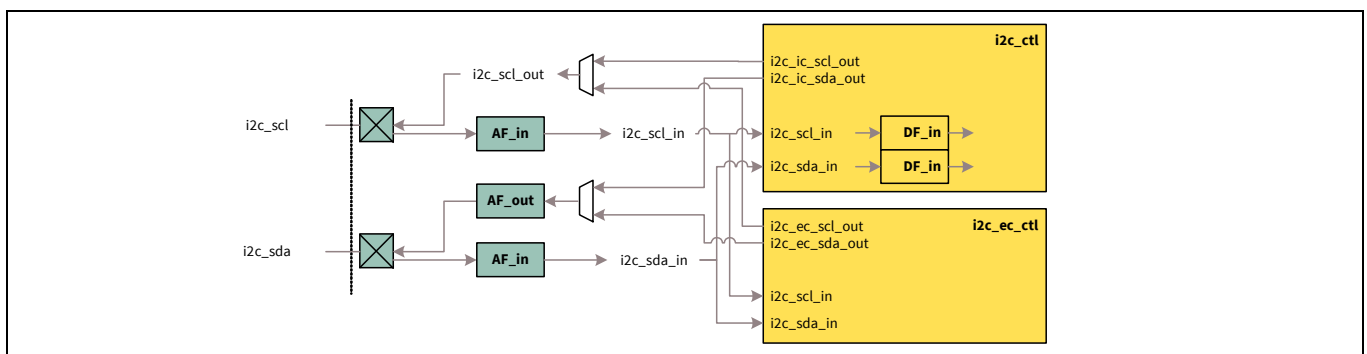 i2c_ctl
i2c_ic_scl_out
i2c_ic_sda_out
i2c_scl_out
i2c_scl
AF_in
i2c_scl_in
i2c_scl_in
DF_in
i2c_sda_in
DF_in
AF_out
i2c_ec_ctl
i2c_ec_scl_out
i2c_ec_sda_out
i2c_sda
AF_in
i2c_sda_in
i2c_scl_in
i2c_sda_in